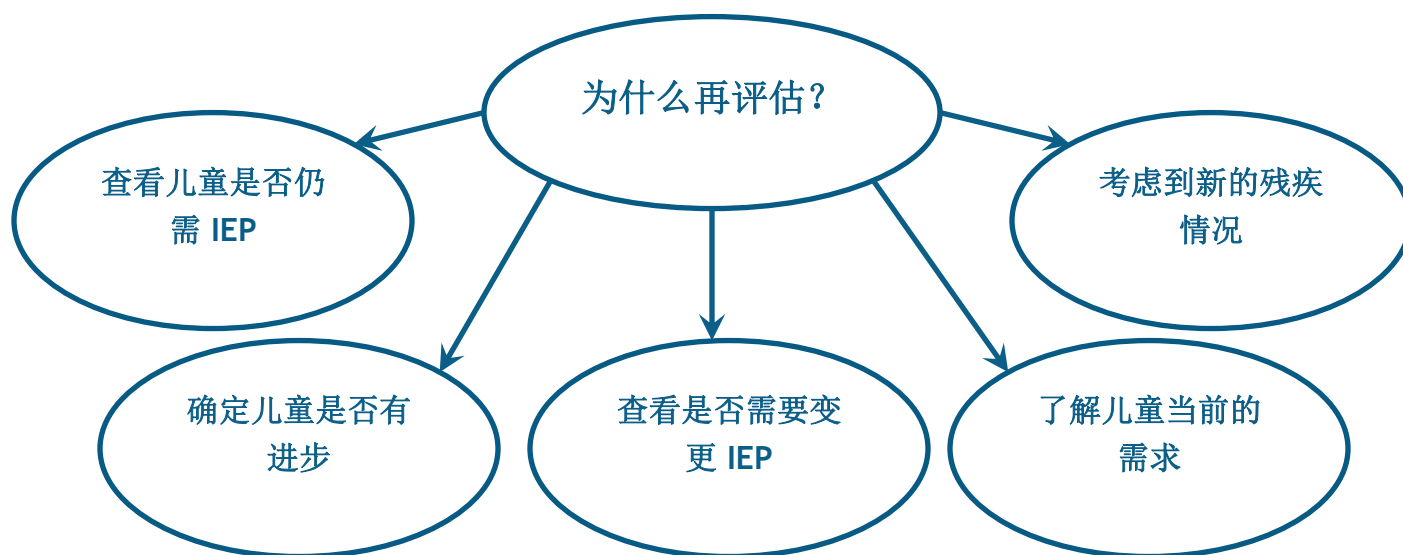 为什么再评估？
查看儿童是否仍
需 IEP
考虑到新的残疾
情况
确定儿童是否有
进步
查看是否需要变
更 IEP
了解儿童当前的
需求